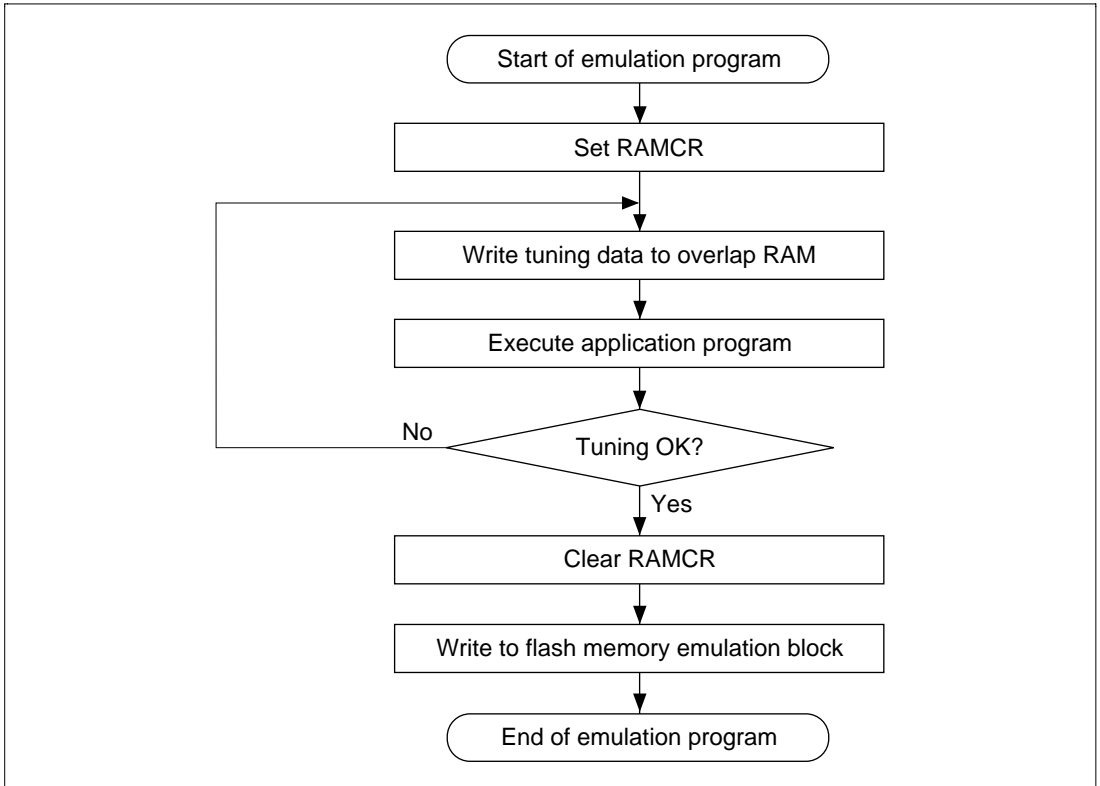 Start of emulation program
Set RAMCR
Write tuning data to overlap RAM
Execute application program
No
Tuning OK?
Yes
Clear RAMCR
Write to flash memory emulation block
End of emulation program